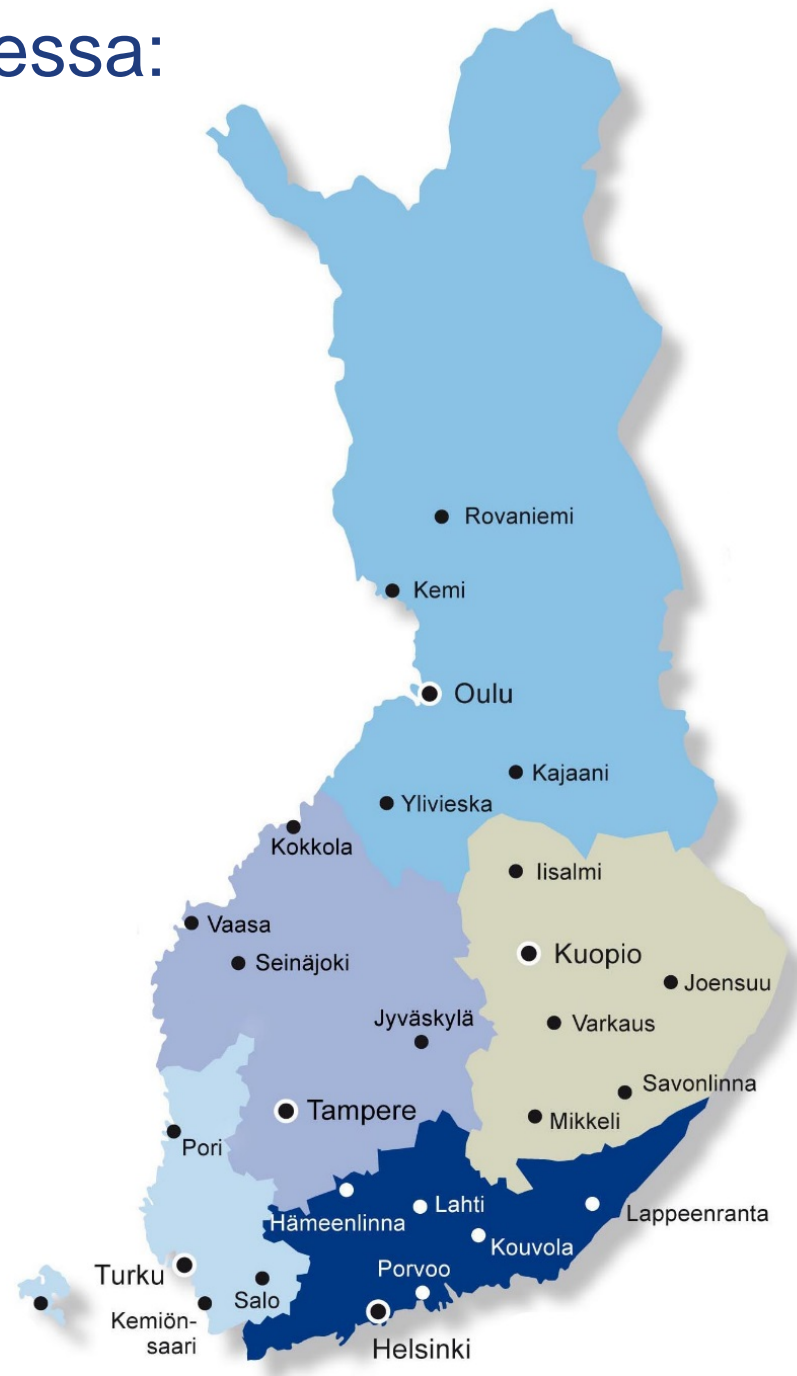 essa:
Rovaniemi
Kemi
Oulu
Kajaani
Ylivieska
Kokkola
Iisalmi
Vaasa
Kuopio
Seinäjoki
Joensuu
Jyväskylä
Varkaus
Savonlinna
Tampere
Mikkeli
Pori
Lahti
Lappeenranta
Hämeenlinna
Kouvola
Turku
Porvoo
Salo
Kemiön-
saari
Helsinki